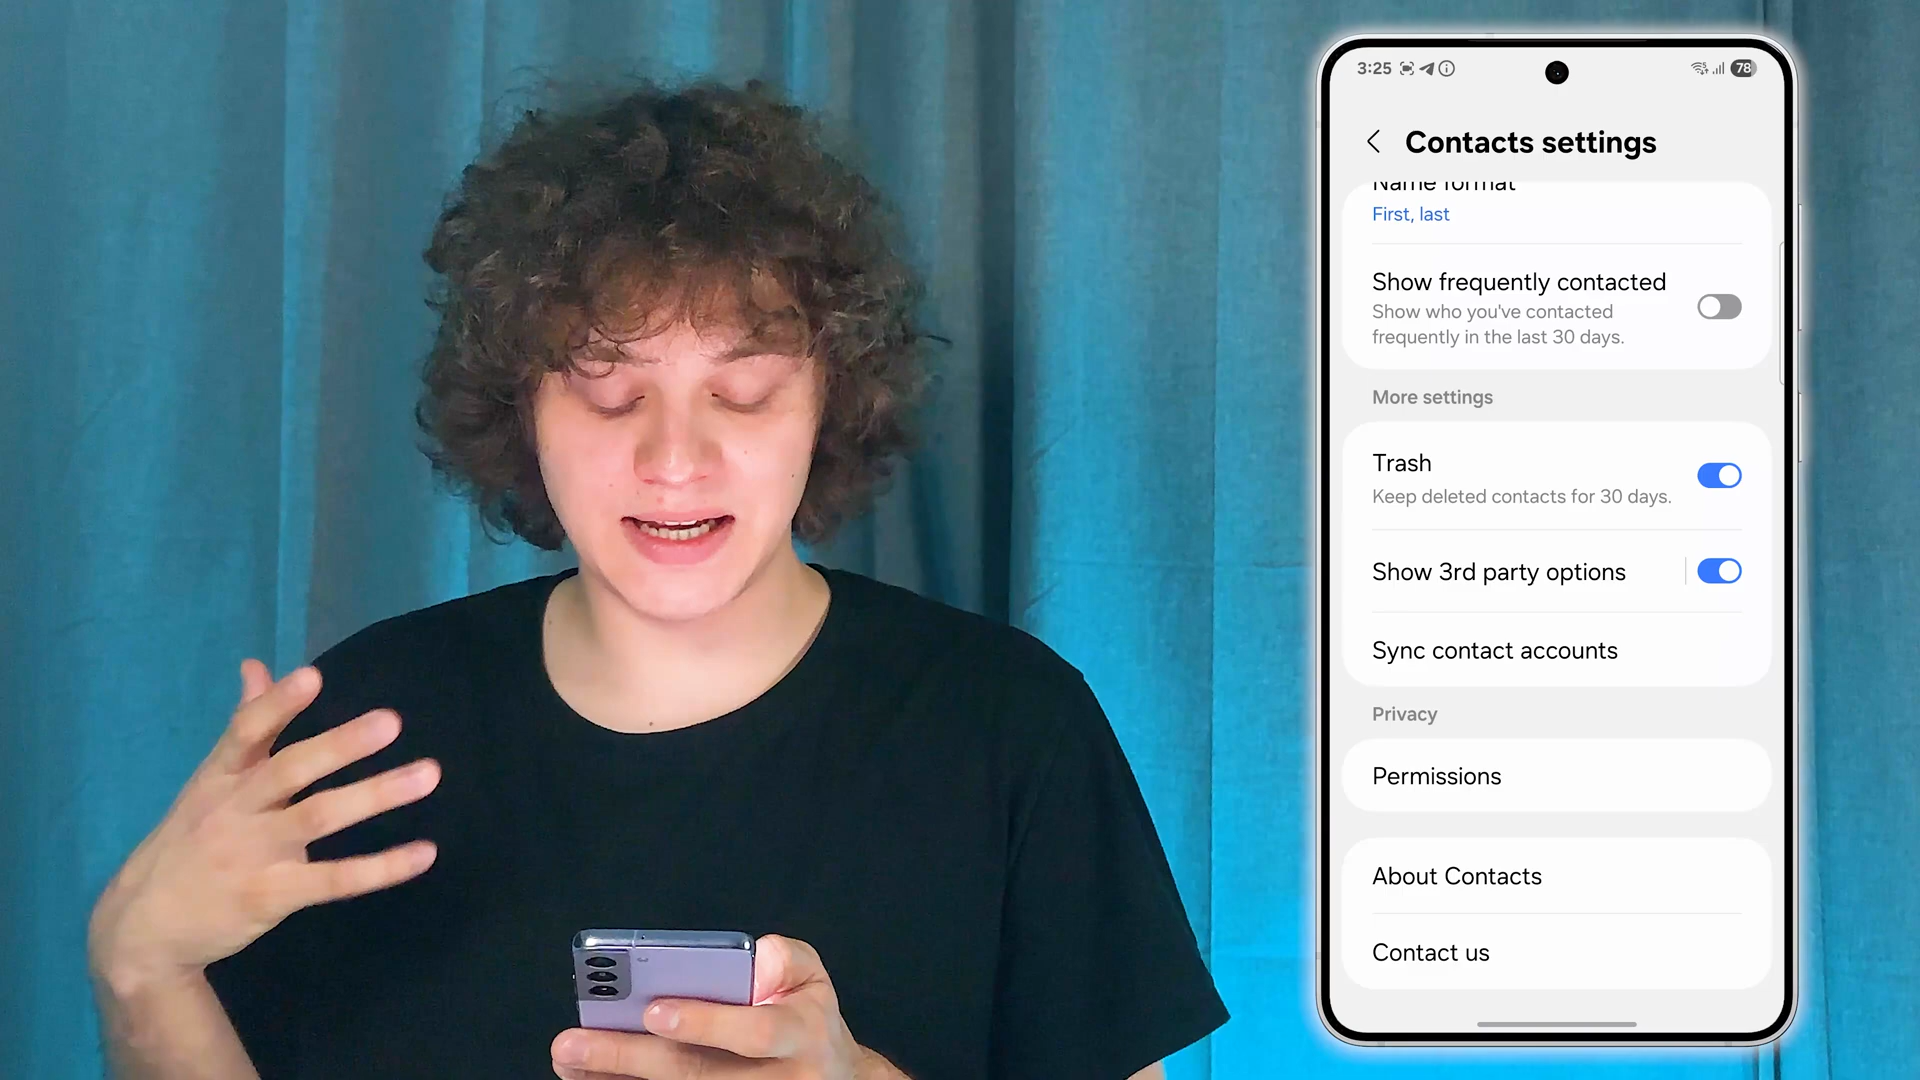 3:25
78
Contacts settings
Name format
First, last
Show frequently contacted
Show who you've contacted
frequently in the last 30 days.
More settings
Trash
Keep deleted contacts for 30 days.
Show 3rd party options
Sync contact accounts
Privacy
Permissions
About Contacts
Contact us